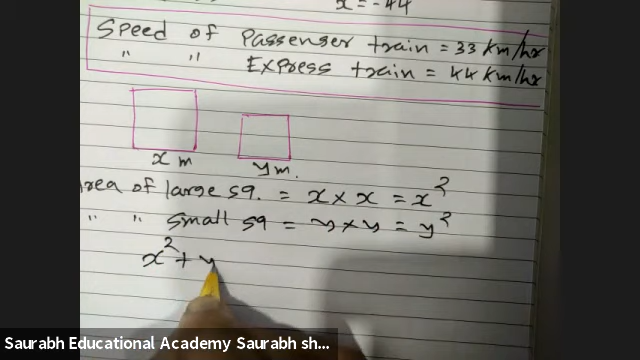 x = -44
Speed of Passenger train = 33 km/hr
" " Express train = 44 km/hr
x m
y m.
Area of large sq. = x × x = x²
" " small sq = y × y = y²
x² + y
Saurabh Educational Academy Saurabh sh...